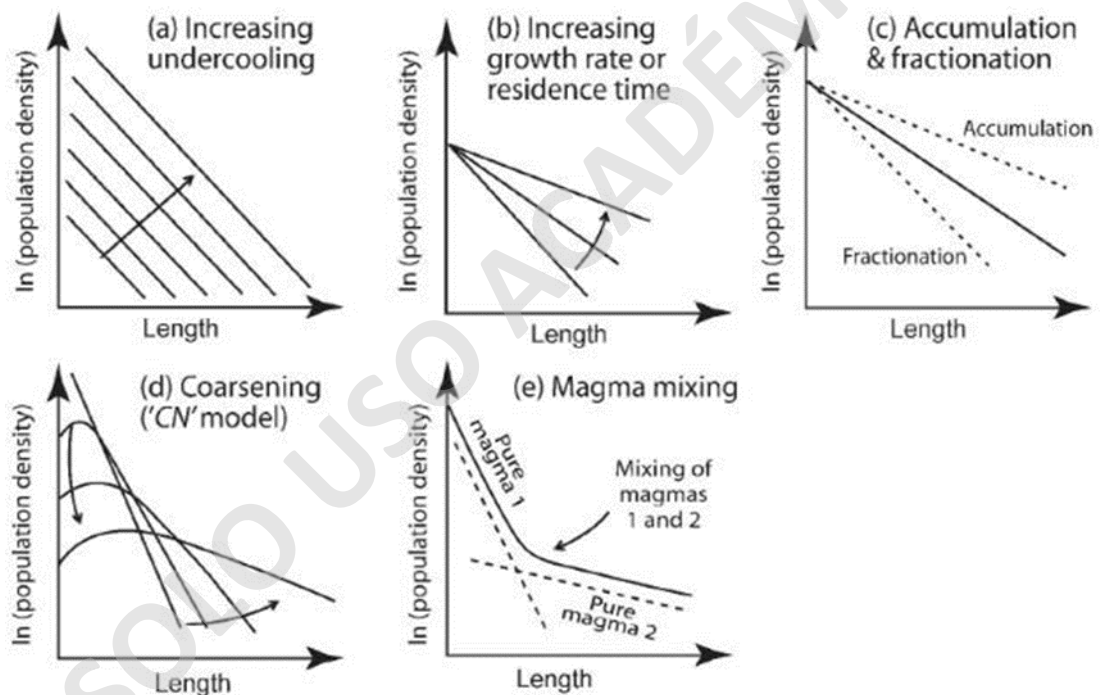 (a) Increasing
undercooling
ln (population density)
Length
(b) Increasing
growth rate or
residence time
ln (population density)
Length
(c) Accumulation
& fractionation
ln (population density)
Accumulation
Fractionation
Length
(d) Coarsening
('CN' model)
ln (population density)
Length
(e) Magma mixing
ln (population density)
Pure
magma 1
Mixing of
magmas
1 and 2
Pure
magma 2
Length
SOLO USO ACADÉM